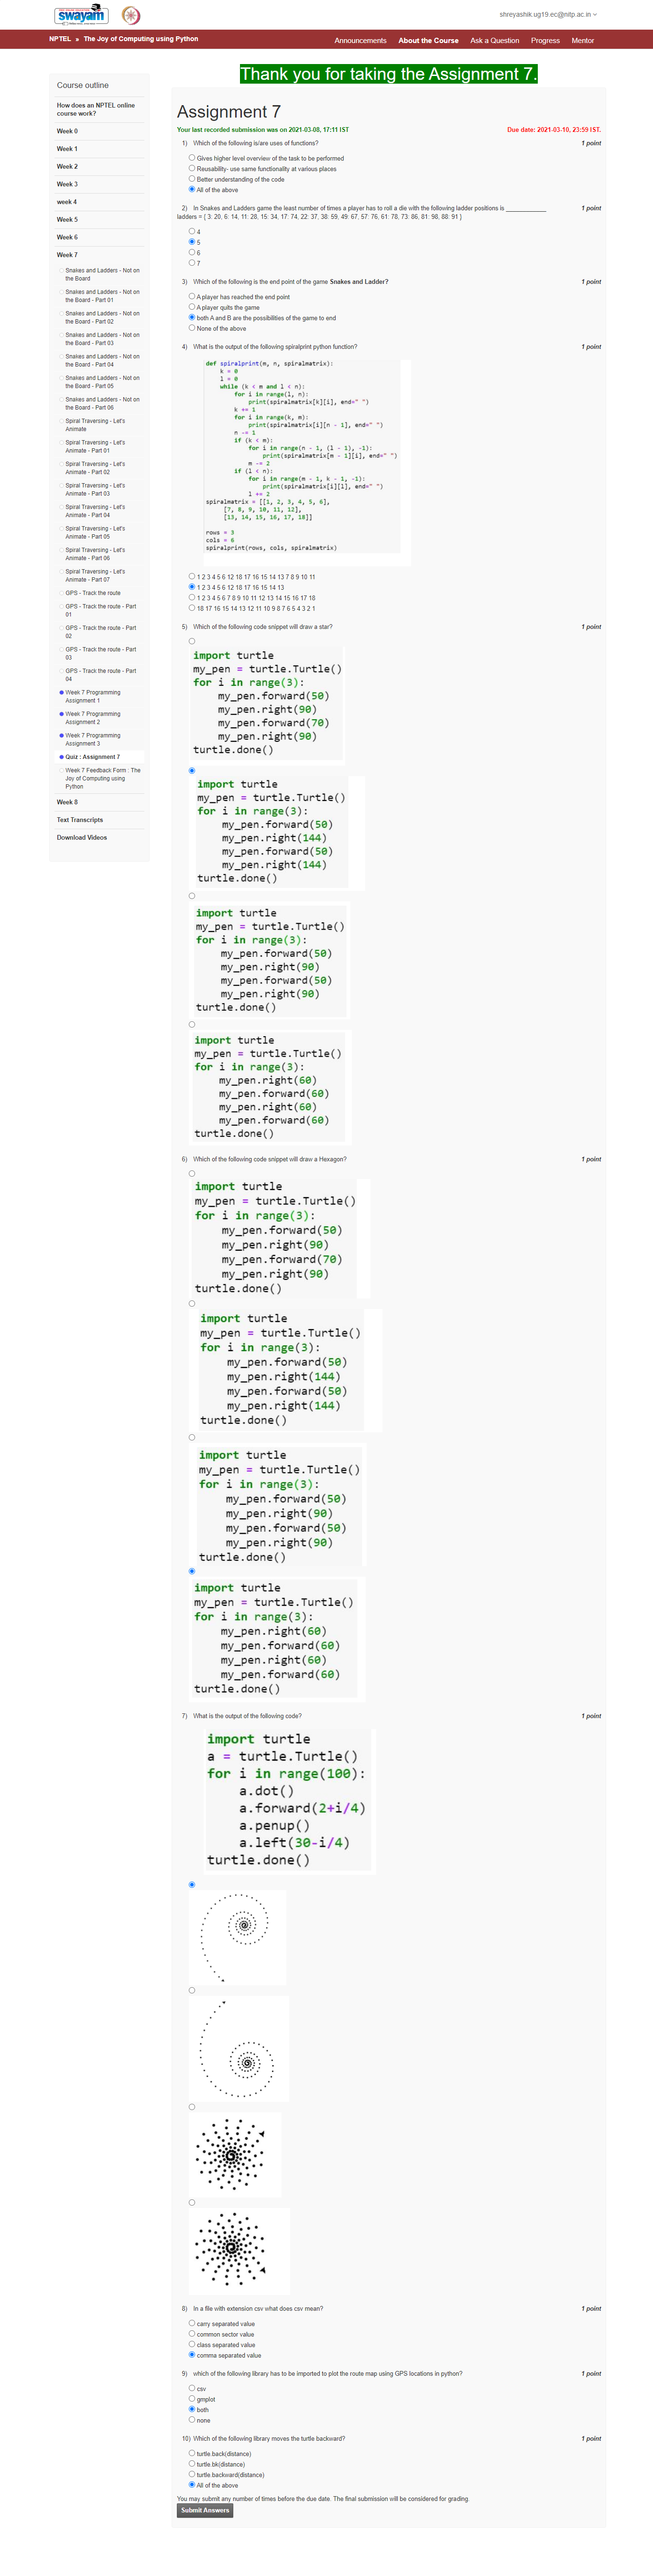 swayam
shreyashik.ug19.ec@nitp.ac.in
NPTEL » The Joy of Computing using Python
Announcements About the Course Ask a Question Progress Mentor
Thank you for taking the Assignment 7.
Course outline
How does an NPTEL online
course work?
Week 0
Week 1
Week 2
Week 3
week 4
Week 5
Week 6
Week 7
Snakes and Ladders - Not on
the Board
Snakes and Ladders - Not on
the Board - Part 01
Snakes and Ladders - Not on
the Board - Part 02
Snakes and Ladders - Not on
the Board - Part 03
Snakes and Ladders - Not on
the Board - Part 04
Snakes and Ladders - Not on
the Board - Part 05
Snakes and Ladders - Not on
the Board - Part 06
Spiral Traversing - Let's
Animate
Spiral Traversing - Let's
Animate - Part 01
Spiral Traversing - Let's
Animate - Part 02
Spiral Traversing - Let's
Animate - Part 03
Spiral Traversing - Let's
Animate - Part 04
Spiral Traversing - Let's
Animate - Part 05
Spiral Traversing - Let's
Animate - Part 06
Spiral Traversing - Let's
Animate - Part 07
GPS - Track the route
GPS - Track the route - Part
01
GPS - Track the route - Part
02
GPS - Track the route - Part
03
GPS - Track the route - Part
04
Week 7 Programming
Assignment 1
Week 7 Programming
Assignment 2
Week 7 Programming
Assignment 3
Quiz : Assignment 7
Week 7 Feedback Form : The
Joy of Computing using
Python
Week 8
Text Transcripts
Download Videos
Assignment 7
Your last recorded submission was on 2021-03-08, 17:11 IST Due date: 2021-03-10, 23:59 IST.
1) Which of the following is/are uses of functions? 1 point
Gives higher level overview of the task to be performed
Reusability- use same functionality at various places
Better understanding of the code
All of the above
2) In Snakes and Ladders game the least number of times a player has to roll a die with the following ladder positions is ____________ 1 point
ladders = { 3: 20, 6: 14, 11: 28, 15: 34, 17: 74, 22: 37, 38: 59, 49: 67, 57: 76, 61: 78, 73: 86, 81: 98, 88: 91 }
4
5
6
7
3) Which of the following is the end point of the game Snakes and Ladder? 1 point
A player has reached the end point
A player quits the game
both A and B are the possibilities of the game to end
None of the above
4) What is the output of the following spiralprint python function? 1 point
def spiralprint(m, n, spiralmatrix):
k = 0
l = 0
while (k < m and l < n):
for i in range(l, n):
print(spiralmatrix[k][i], end=" ")
k += 1
for i in range(k, m):
print(spiralmatrix[i][n - 1], end=" ")
n -= 1
if (k < m):
for i in range(n - 1, (l - 1), -1):
print(spiralmatrix[m - 1][i], end=" ")
m -= 2
if (l < n):
for i in range(m - 1, k - 1, -1):
print(spiralmatrix[i][l], end=" ")
l += 2
spiralmatrix = [[1, 2, 3, 4, 5, 6],
[7, 8, 9, 10, 11, 12],
[13, 14, 15, 16, 17, 18]]
rows = 3
cols = 6
spiralprint(rows, cols, spiralmatrix)
1 2 3 4 5 6 12 18 17 16 15 14 13 7 8 9 10 11
1 2 3 4 5 6 12 18 17 16 15 14 13
1 2 3 4 5 6 7 8 9 10 11 12 13 14 15 16 17 18
18 17 16 15 14 13 12 11 10 9 8 7 6 5 4 3 2 1
5) Which of the following code snippet will draw a star? 1 point
import turtle
my_pen = turtle.Turtle()
for i in range(3):
my_pen.forward(50)
my_pen.right(90)
my_pen.forward(70)
my_pen.right(90)
turtle.done()
import turtle
my_pen = turtle.Turtle()
for i in range(3):
my_pen.forward(50)
my_pen.right(144)
my_pen.forward(50)
my_pen.right(144)
turtle.done()
import turtle
my_pen = turtle.Turtle()
for i in range(3):
my_pen.forward(50)
my_pen.right(90)
my_pen.forward(50)
my_pen.right(90)
turtle.done()
import turtle
my_pen = turtle.Turtle()
for i in range(3):
my_pen.right(60)
my_pen.forward(60)
my_pen.right(60)
my_pen.forward(60)
turtle.done()
6) Which of the following code snippet will draw a Hexagon? 1 point
import turtle
my_pen = turtle.Turtle()
for i in range(3):
my_pen.forward(50)
my_pen.right(90)
my_pen.forward(70)
my_pen.right(90)
turtle.done()
import turtle
my_pen = turtle.Turtle()
for i in range(3):
my_pen.forward(50)
my_pen.right(144)
my_pen.forward(50)
my_pen.right(144)
turtle.done()
import turtle
my_pen = turtle.Turtle()
for i in range(3):
my_pen.forward(50)
my_pen.right(90)
my_pen.forward(50)
my_pen.right(90)
turtle.done()
import turtle
my_pen = turtle.Turtle()
for i in range(3):
my_pen.right(60)
my_pen.forward(60)
my_pen.right(60)
my_pen.forward(60)
turtle.done()
7) What is the output of the following code? 1 point
import turtle
a = turtle.Turtle()
for i in range(100):
a.dot()
a.forward(2+i/4)
a.penup()
a.left(30-i/4)
turtle.done()
8) In a file with extension csv what does csv mean? 1 point
carry separated value
common sector value
class separated value
comma separated value
9) which of the following library has to be imported to plot the route map using GPS locations in python? 1 point
csv
gmplot
both
none
10) Which of the following library moves the turtle backward? 1 point
turtle.back(distance)
turtle.bk(distance)
turtle.backward(distance)
All of the above
You may submit any number of times before the due date. The final submission will be considered for grading.
Submit Answers